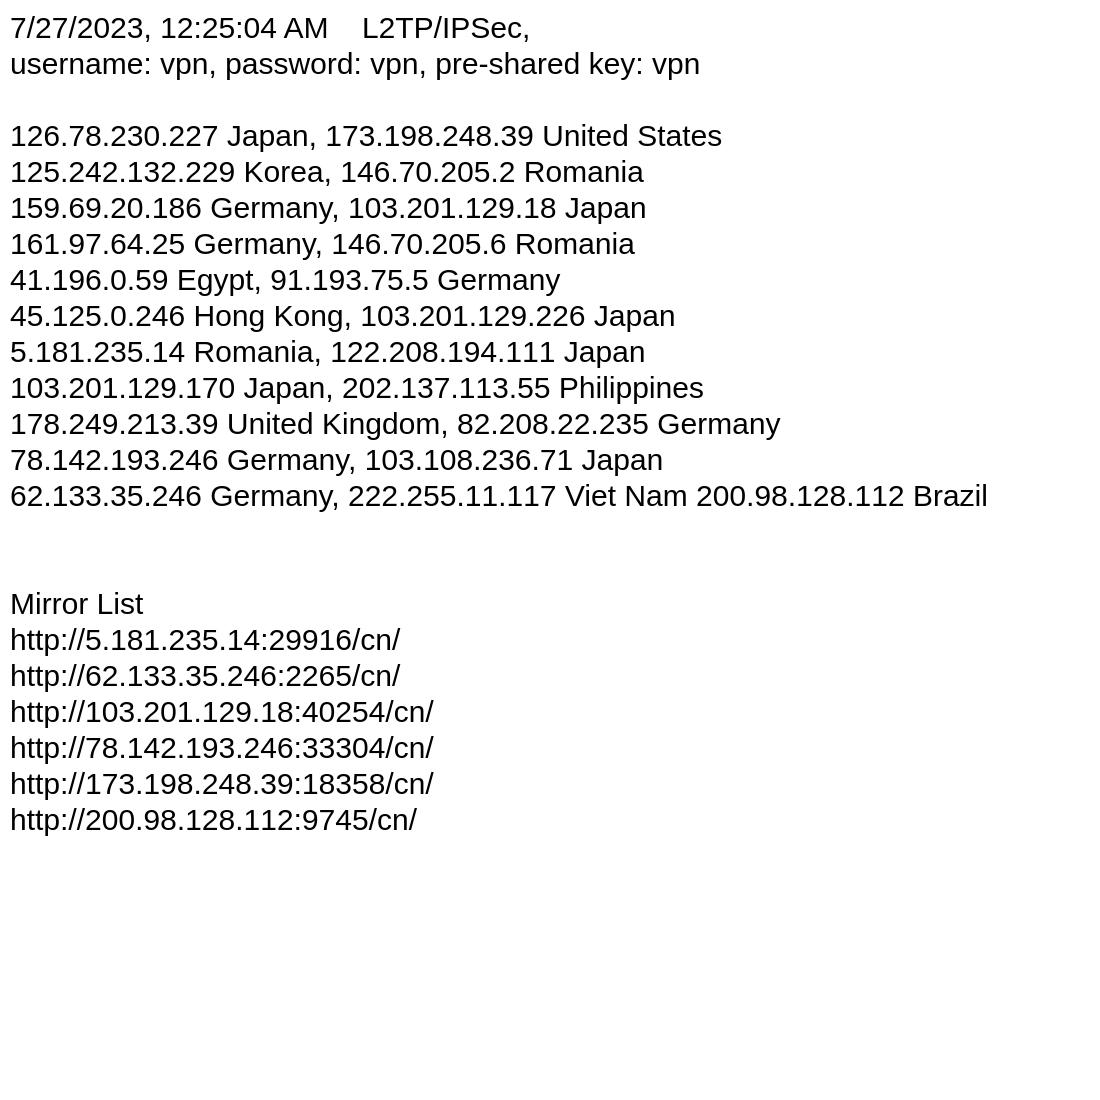 7/27/2023, 12:25:04 AM    L2TP/IPSec,
username: vpn, password: vpn, pre-shared key: vpn
126.78.230.227 Japan, 173.198.248.39 United States
125.242.132.229 Korea, 146.70.205.2 Romania
159.69.20.186 Germany, 103.201.129.18 Japan
161.97.64.25 Germany, 146.70.205.6 Romania
41.196.0.59 Egypt, 91.193.75.5 Germany
45.125.0.246 Hong Kong, 103.201.129.226 Japan
5.181.235.14 Romania, 122.208.194.111 Japan
103.201.129.170 Japan, 202.137.113.55 Philippines
178.249.213.39 United Kingdom, 82.208.22.235 Germany
78.142.193.246 Germany, 103.108.236.71 Japan
62.133.35.246 Germany, 222.255.11.117 Viet Nam 200.98.128.112 Brazil
Mirror List
http://5.181.235.14:29916/cn/
http://62.133.35.246:2265/cn/
http://103.201.129.18:40254/cn/
http://78.142.193.246:33304/cn/
http://173.198.248.39:18358/cn/
http://200.98.128.112:9745/cn/